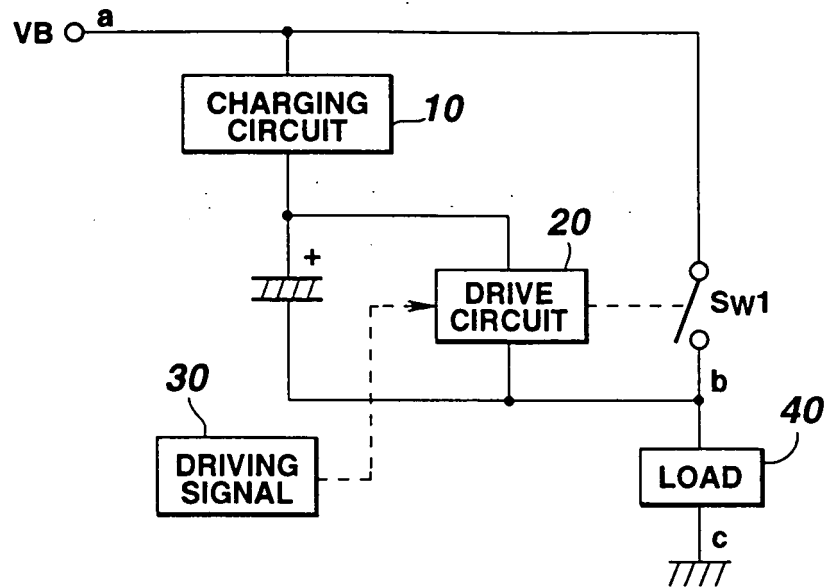 VB
a
CHARGING
CIRCUIT
10
+
20
DRIVE
CIRCUIT
SW1
b
30
DRIVING
SIGNAL
40
LOAD
c